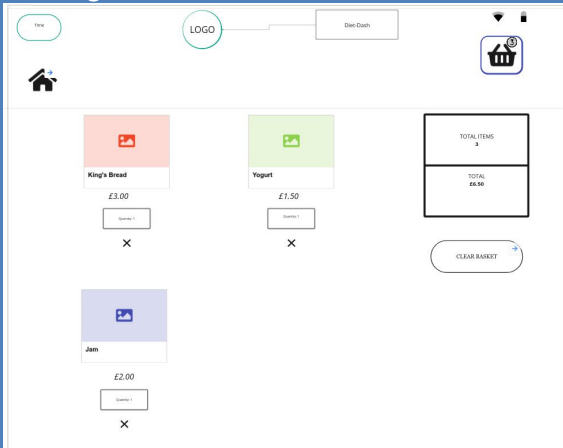 Time
LOGO
Diet-Dash
3
King's Bread
£3.00
Quantity: 1
Yogurt
£1.50
Quantity: 1
TOTAL ITEMS
3
TOTAL
£6.50
CLEAR BASKET
Jam
£2.00
Quantity: 1